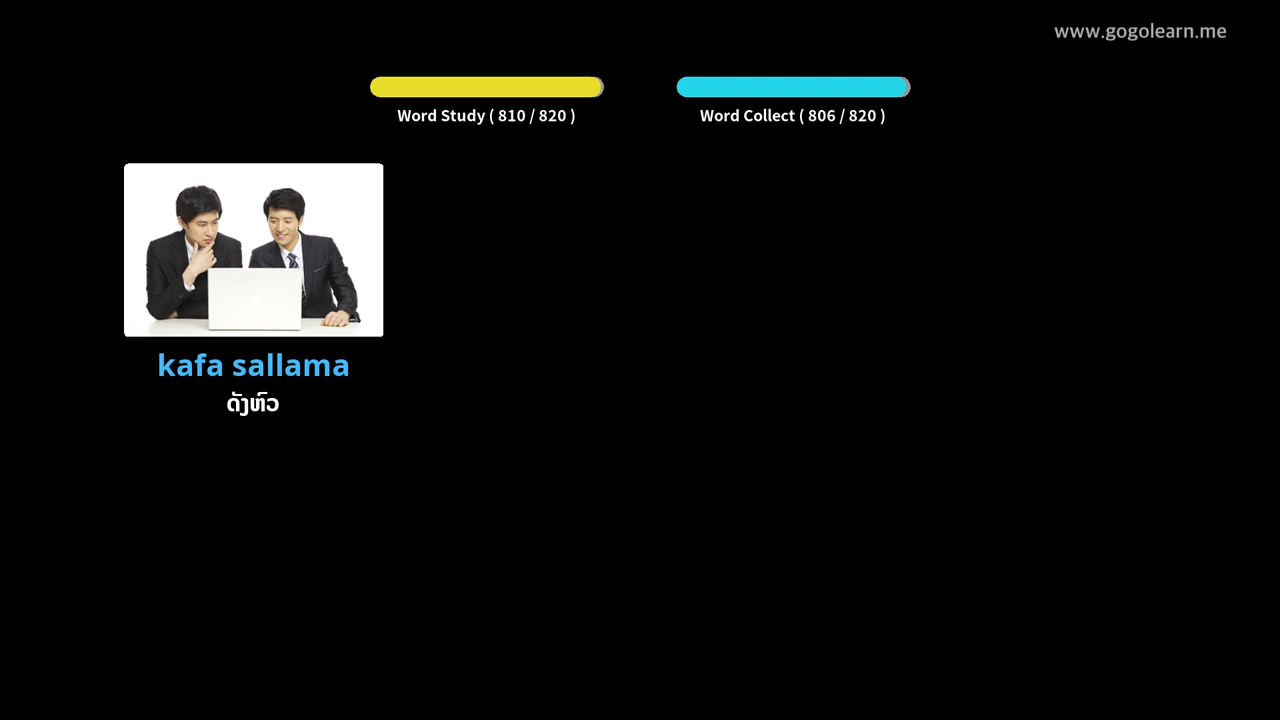 www.gogolearn.me
Word Study ( 810 / 820 )
Word Collect ( 806 / 820 )
kafa sallama
ດັງຫົວ